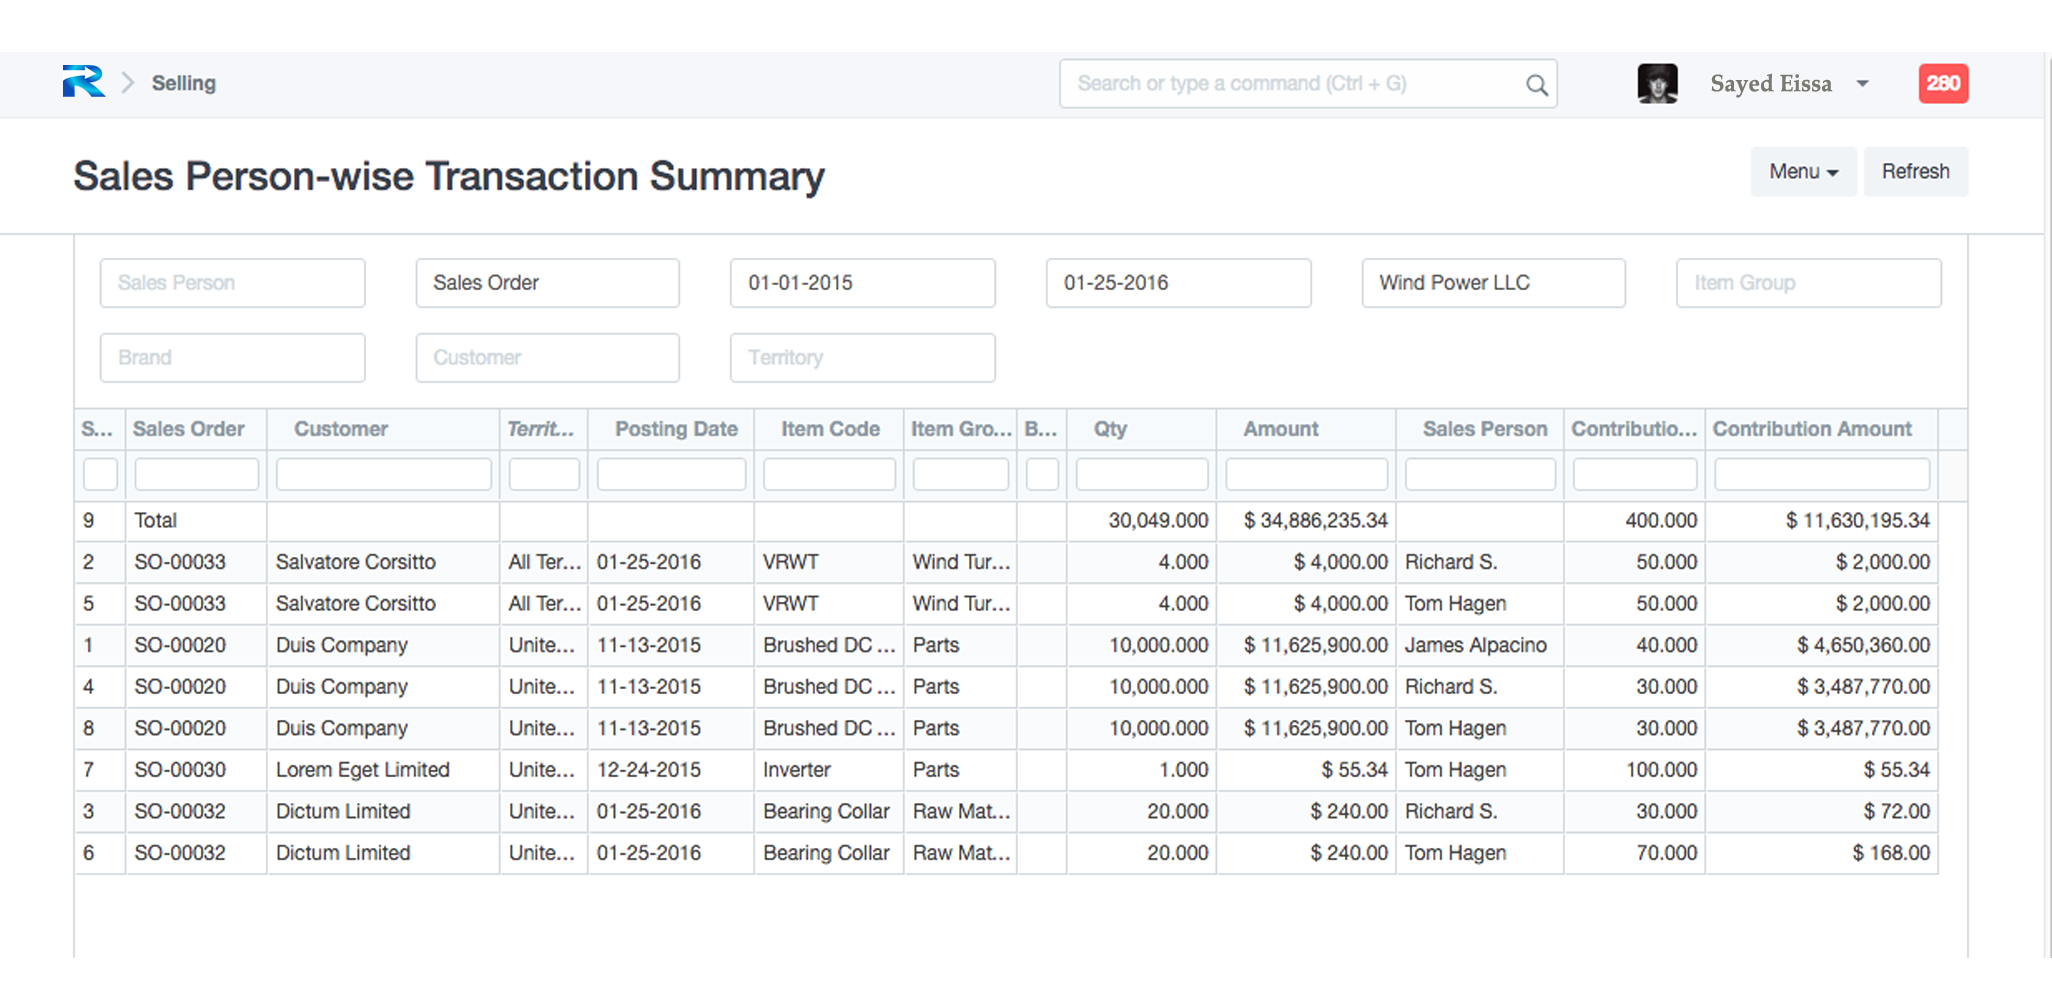 Selling Search or type a command (Ctrl + G) Sayed Eissa 280
Sales Person-wise Transaction Summary Menu Refresh
Sales Person Sales Order 01-01-2015 01-25-2016 Wind Power LLC Item Group
Brand Customer Territory
S... Sales Order Customer Territ... Posting Date Item Code Item Gro... B... Qty Amount Sales Person Contributio... Contribution Amount
9 Total 30,049.000 $ 34,886,235.34 400.000 $ 11,630,195.34
2 SO-00033 Salvatore Corsitto All Ter... 01-25-2016 VRWT Wind Tur... 4.000 $ 4,000.00 Richard S. 50.000 $ 2,000.00
5 SO-00033 Salvatore Corsitto All Ter... 01-25-2016 VRWT Wind Tur... 4.000 $ 4,000.00 Tom Hagen 50.000 $ 2,000.00
1 SO-00020 Duis Company Unite... 11-13-2015 Brushed DC ... Parts 10,000.000 $ 11,625,900.00 James Alpacino 40.000 $ 4,650,360.00
4 SO-00020 Duis Company Unite... 11-13-2015 Brushed DC ... Parts 10,000.000 $ 11,625,900.00 Richard S. 30.000 $ 3,487,770.00
8 SO-00020 Duis Company Unite... 11-13-2015 Brushed DC ... Parts 10,000.000 $ 11,625,900.00 Tom Hagen 30.000 $ 3,487,770.00
7 SO-00030 Lorem Eget Limited Unite... 12-24-2015 Inverter Parts 1.000 $ 55.34 Tom Hagen 100.000 $ 55.34
3 SO-00032 Dictum Limited Unite... 01-25-2016 Bearing Collar Raw Mat... 20.000 $ 240.00 Richard S. 30.000 $ 72.00
6 SO-00032 Dictum Limited Unite... 01-25-2016 Bearing Collar Raw Mat... 20.000 $ 240.00 Tom Hagen 70.000 $ 168.00